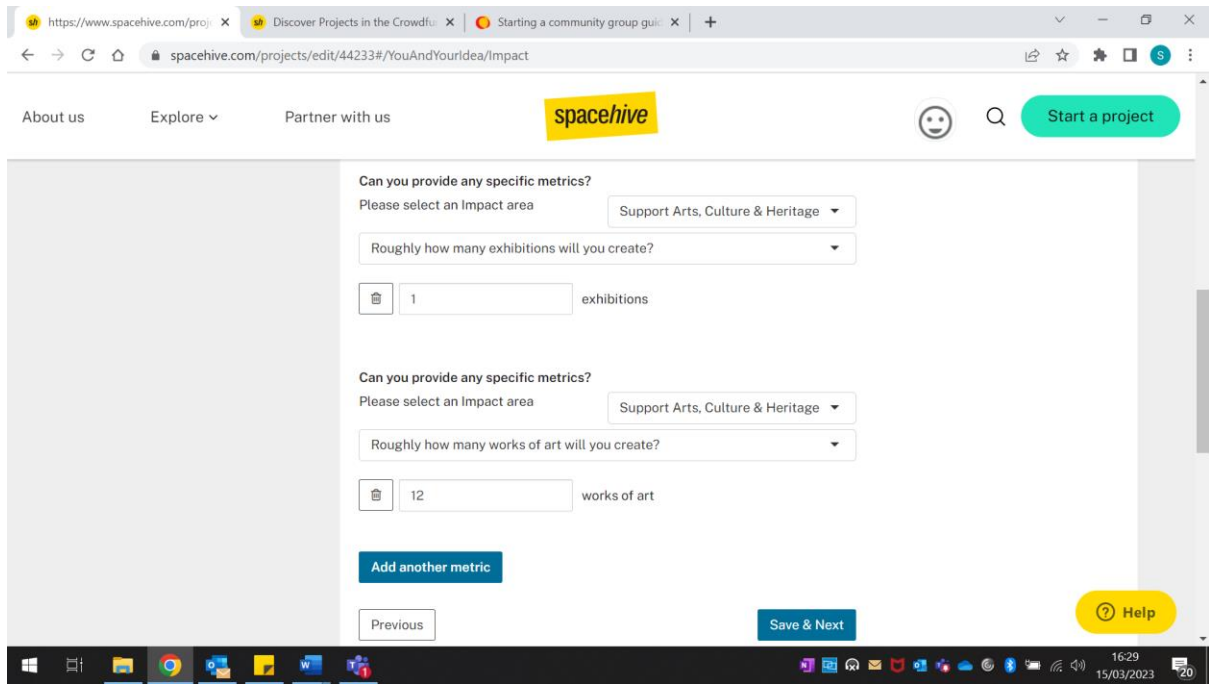 https://www.spacehive.com/proj
Discover Projects in the Crowdfu
Starting a community group guid
spacehive.com/projects/edit/44233#/YouAndYourIdea/Impact
S
About us
Explore
Partner with us
spacehive
Start a project
Can you provide any specific metrics?
Please select an Impact area
Support Arts, Culture & Heritage
Roughly how many exhibitions will you create?
1
exhibitions
Can you provide any specific metrics?
Please select an Impact area
Support Arts, Culture & Heritage
Roughly how many works of art will you create?
12
works of art
Add another metric
Previous
Save & Next
Help
16:29
15/03/2023
20